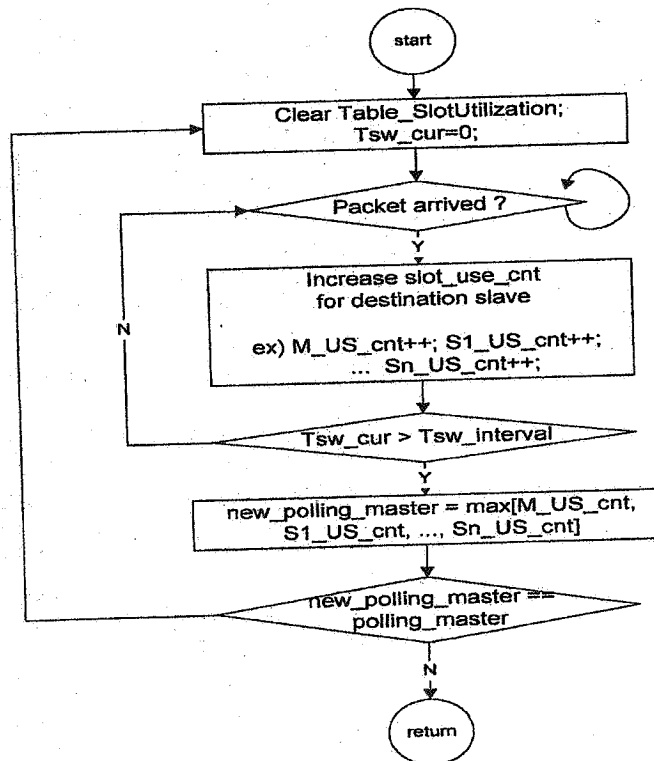 start
Clear Table_SlotUtilization;
Tsw_cur=0;
Packet arrived ?
Y
Increase slot_use_cnt
for destination slave
ex) M_US_cnt++; S1_US_cnt++;
... Sn_US_cnt++;
N
Tsw_cur > Tsw_interval
Y
new_polling_master = max[M_US_cnt,
S1_US_cnt, ..., Sn_US_cnt]
new_polling_master ==
polling_master
N
return